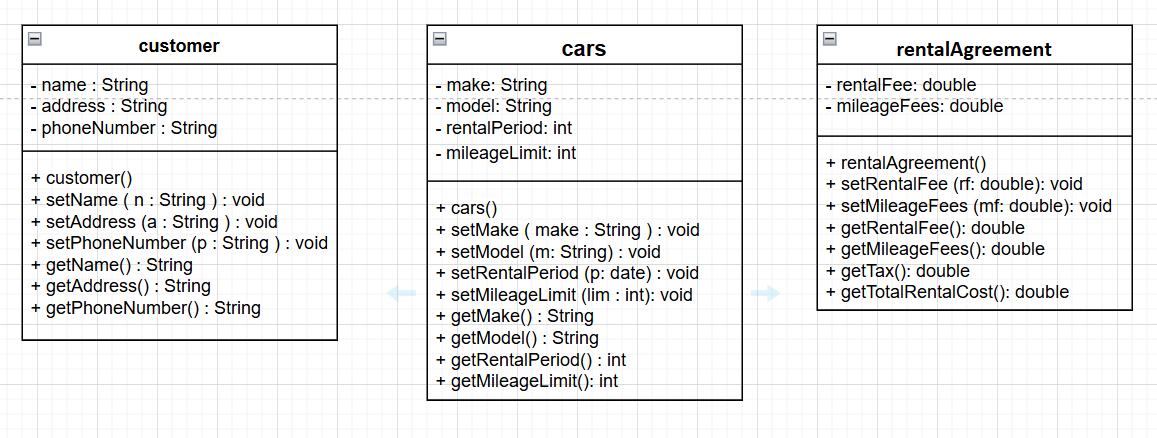 customer
- name : String
- address : String
- phoneNumber : String
+ customer()
+ setName ( n : String ) : void
+ setAddress (a : String ) : void
+ setPhoneNumber (p : String ) : void
+ getName() : String
+ getAddress() : String
+ getPhoneNumber() : String
cars
- make: String
- model: String
- rentalPeriod: int
- mileageLimit: int
+ cars()
+ setMake ( make : String ) : void
+ setModel (m: String) : void
+ setRentalPeriod (p: date) : void
+ setMileageLimit (lim : int): void
+ getMake() : String
+ getModel() : String
+ getRentalPeriod() : int
+ getMileageLimit(): int
rentalAgreement
- rentalFee: double
- mileageFees: double
+ rentalAgreement()
+ setRentalFee (rf: double): void
+ setMileageFees (mf: double): void
+ getRentalFee(): double
+ getMileageFees(): double
+ getTax(): double
+ getTotalRentalCost(): double